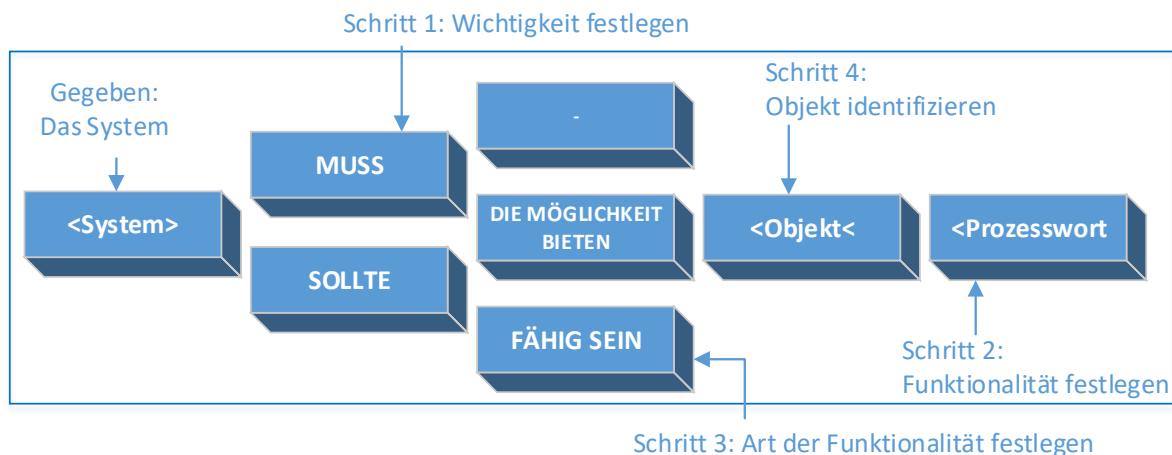 Schritt 1: Wichtigkeit festlegen
Gegeben:
Das System
Schritt 4:
Objekt identifizieren
-
MUSS
<System>
DIE MÖGLICHKEIT
BIETEN
<Objekt<
<Prozesswort
SOLLTE
FÄHIG SEIN
Schritt 2:
Funktionalität festlegen
Schritt 3: Art der Funktionalität festlegen